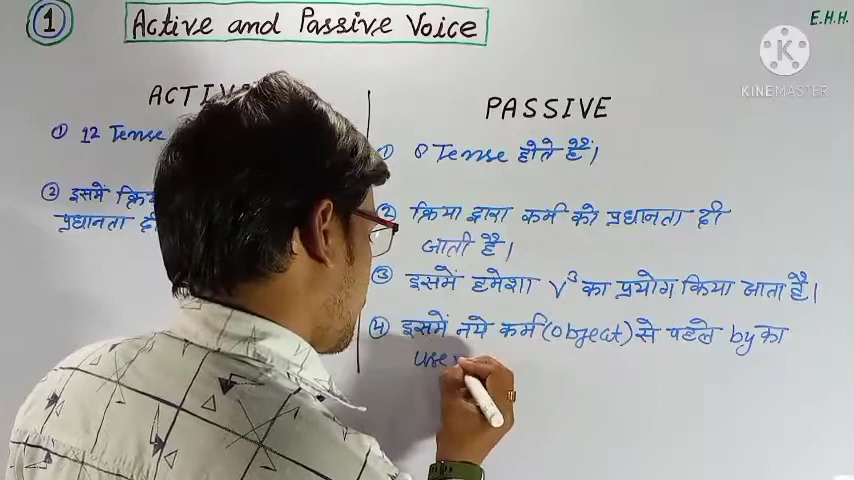 1
Active and Passive Voice
E.H.H.
KINEMASTER
PASSIVE
① 12 Tense
① 8 Tense होते हैं।
② इसमें
प्रधानता दी
② क्रिया द्वारा कर्म को प्रधानता दी
जाती है।
③ इसमें हमेशा V³ का प्रयोग किया जाता है।
④ इसमें नये कर्म (object) से पहले by का
use